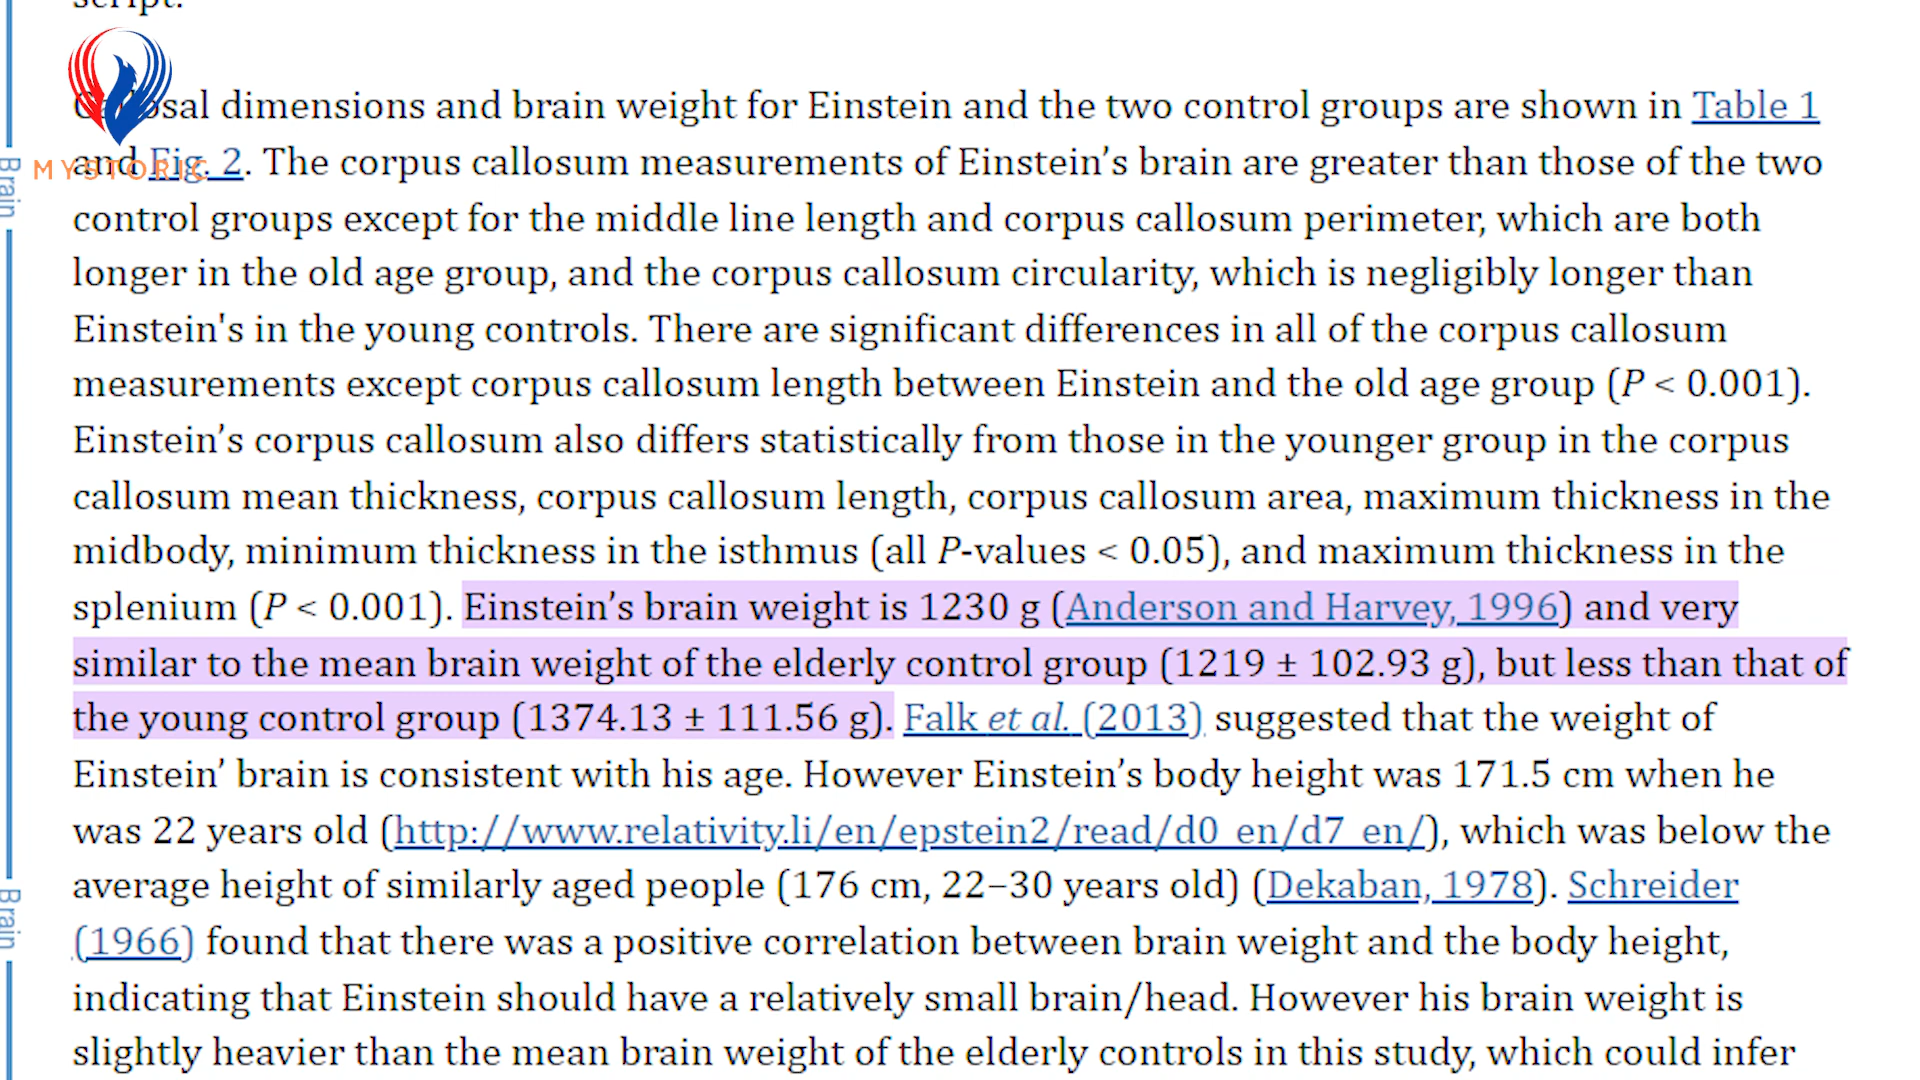 script.
Callosal dimensions and brain weight for Einstein and the two control groups are shown in Table 1
and Fig. 2. The corpus callosum measurements of Einstein’s brain are greater than those of the two
control groups except for the middle line length and corpus callosum perimeter, which are both
longer in the old age group, and the corpus callosum circularity, which is negligibly longer than
Einstein's in the young controls. There are significant differences in all of the corpus callosum
measurements except corpus callosum length between Einstein and the old age group (P < 0.001).
Einstein’s corpus callosum also differs statistically from those in the younger group in the corpus
callosum mean thickness, corpus callosum length, corpus callosum area, maximum thickness in the
midbody, minimum thickness in the isthmus (all P-values < 0.05), and maximum thickness in the
splenium (P < 0.001). Einstein’s brain weight is 1230 g (Anderson and Harvey, 1996) and very
similar to the mean brain weight of the elderly control group (1219 ± 102.93 g), but less than that of
the young control group (1374.13 ± 111.56 g). Falk et al. (2013) suggested that the weight of
Einstein’ brain is consistent with his age. However Einstein’s body height was 171.5 cm when he
was 22 years old (http://www.relativity.li/en/epstein2/read/d0_en/d7_en/), which was below the
average height of similarly aged people (176 cm, 22–30 years old) (Dekaban, 1978). Schreider
(1966) found that there was a positive correlation between brain weight and the body height,
indicating that Einstein should have a relatively small brain/head. However his brain weight is
slightly heavier than the mean brain weight of the elderly controls in this study, which could infer
MYSTORIC
Brain
Brain